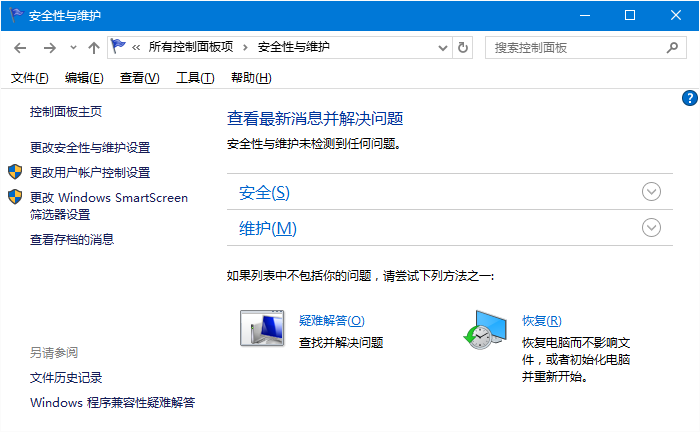 安全性与维护
所有控制面板项 安全性与维护
搜索控制面板
文件(F) 编辑(E) 查看(V) 工具(T) 帮助(H)
控制面板主页
更改安全性与维护设置
更改用户帐户控制设置
更改 Windows SmartScreen
筛选器设置
查看存档的消息
查看最新消息并解决问题
安全性与维护未检测到任何问题。
安全(S)
维护(M)
如果列表中不包括你的问题，请尝试下列方法之一:
疑难解答(O)
查找并解决问题
恢复(R)
恢复电脑而不影响文
件，或者初始化电脑
并重新开始。
另请参阅
文件历史记录
Windows 程序兼容性疑难解答